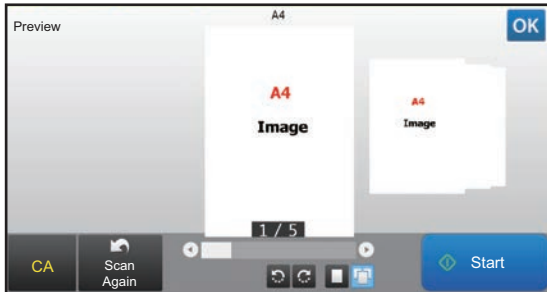 A4
Preview
OK
A4
Image
A4
Image
1 / 5
CA
Scan
Again
Start